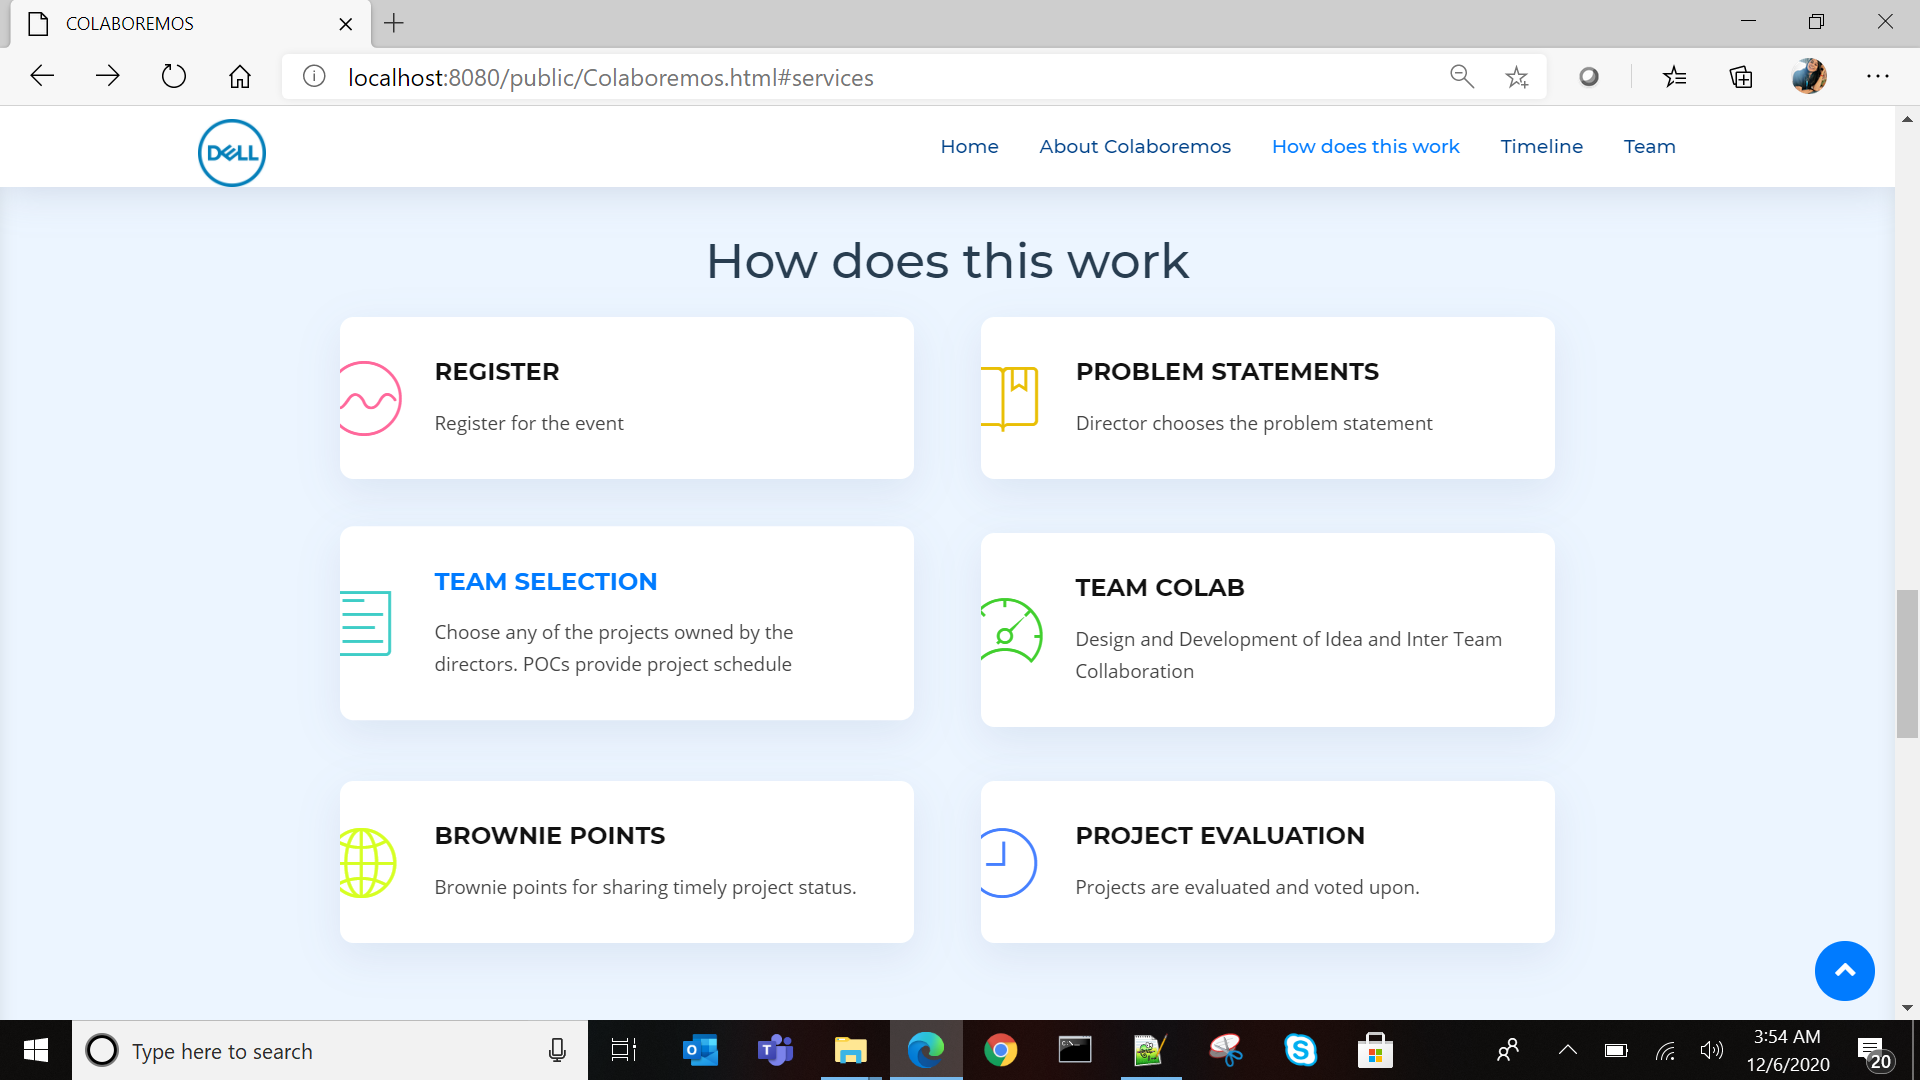 COLABOREMOS
localhost:8080/public/Colaboremos.html#services
DELL
Home
About Colaboremos
How does this work
Timeline
Team
How does this work
REGISTER
Register for the event
PROBLEM STATEMENTS
Director chooses the problem statement
TEAM SELECTION
Choose any of the projects owned by the
directors. POCs provide project schedule
TEAM COLAB
Design and Development of Idea and Inter Team
Collaboration
BROWNIE POINTS
Brownie points for sharing timely project status.
PROJECT EVALUATION
Projects are evaluated and voted upon.
Type here to search
3:54 AM
12/6/2020
20